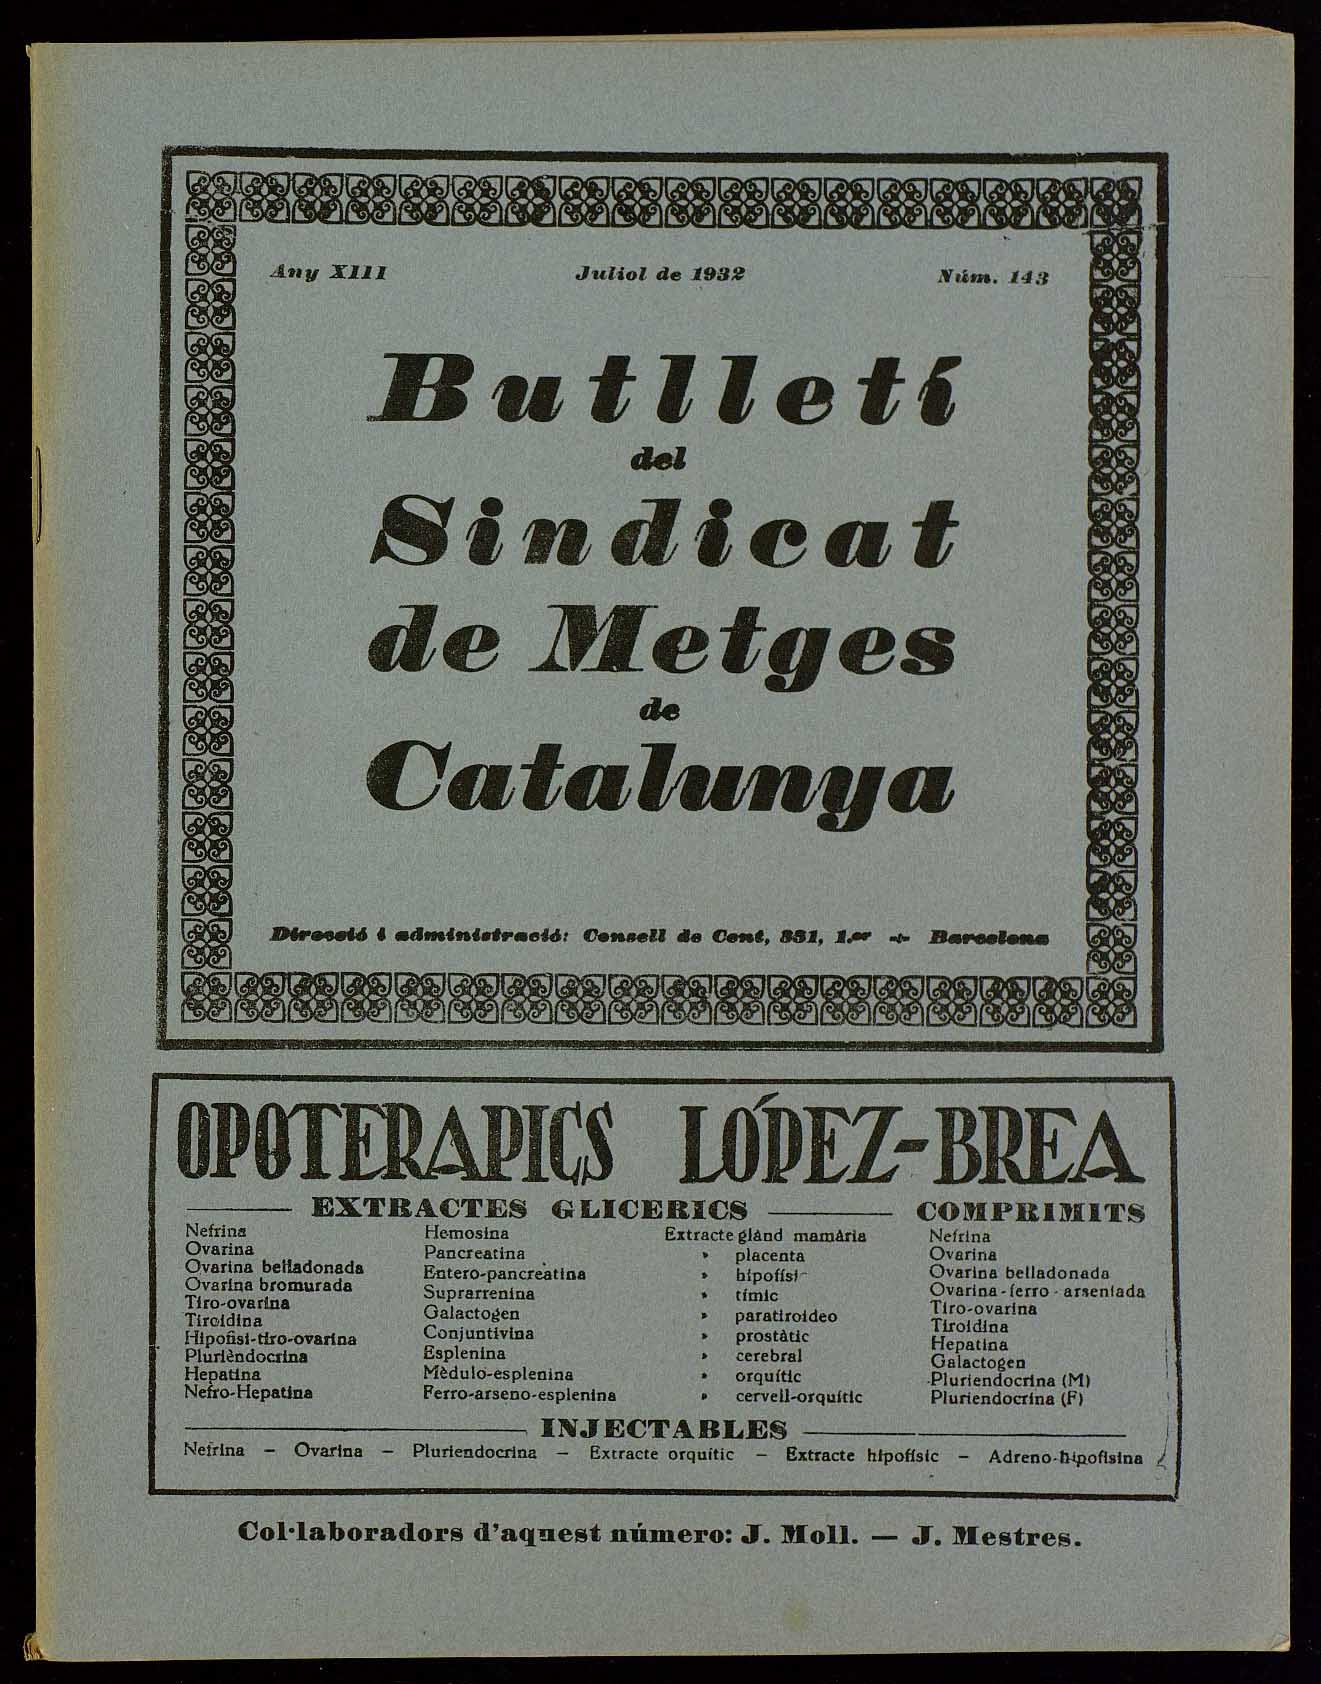 Any XIII Juliol de 1932 Núm. 143
Butlletí
del
Sindicat
de Metges
de
Catalunya
Direcció i administració: Consell de Cent, 331, 1.er -:- Barcelona
OPOTERAPICS LÓPEZ-BREA
EXTRACTES GLICERICS
Nefrina
Ovarina
Ovarina belladonada
Ovarina bromurada
Tiro-ovarina
Tiroidina
Hipofisi-tiro-ovarina
Plurièndocrina
Hepatina
Nefro-Hepatina
Hemosina
Pancreatina
Entero-pancreàtina
Suprarrenina
Galactogen
Conjuntivina
Esplenina
Mèdulo-esplenina
Ferro-arseno-esplenina
Extracte glànd mamària
» placenta
» hipofísi
» tímic
» paratiroideo
» prostàtic
» cerebral
» orquític
» cervell-orquític
COMPRIMITS
Nefrina
Ovarina
Ovarina belladonada
Ovarina-ferro-arseniada
Tiro-ovarina
Tiroidina
Hepatina
Galactogen
Pluriendocrina (M)
Pluriendocrina (F)
INJECTABLES
Nefrina — Ovarina — Pluriendocrina — Extracte orquític — Extracte hipofísic — Adreno-hipofisina
Col·laboradors d'aquest número: J. Moll. — J. Mestres.